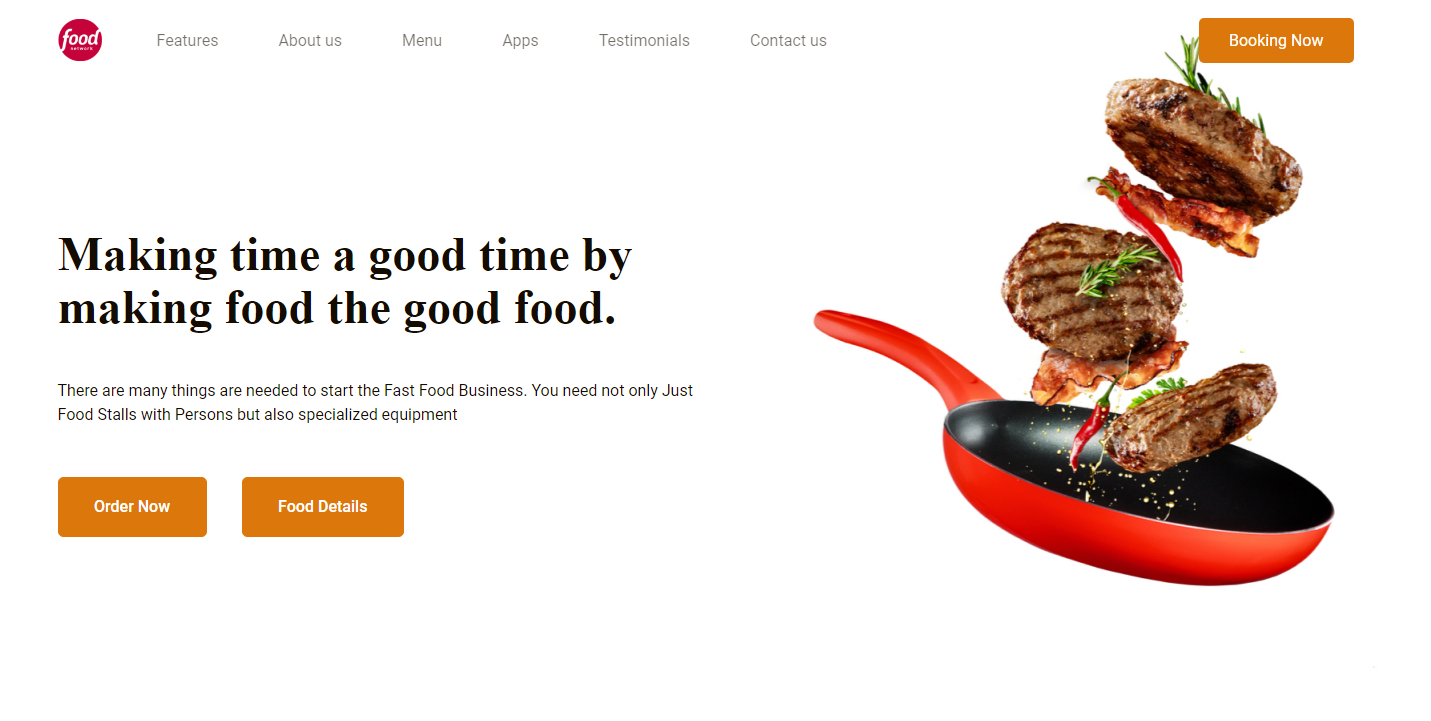 food
network
Features
About us
Menu
Apps
Testimonials
Contact us
Booking Now
Making time a good time by
making food the good food.
There are many things are needed to start the Fast Food Business. You need not only Just
Food Stalls with Persons but also specialized equipment
Order Now
Food Details